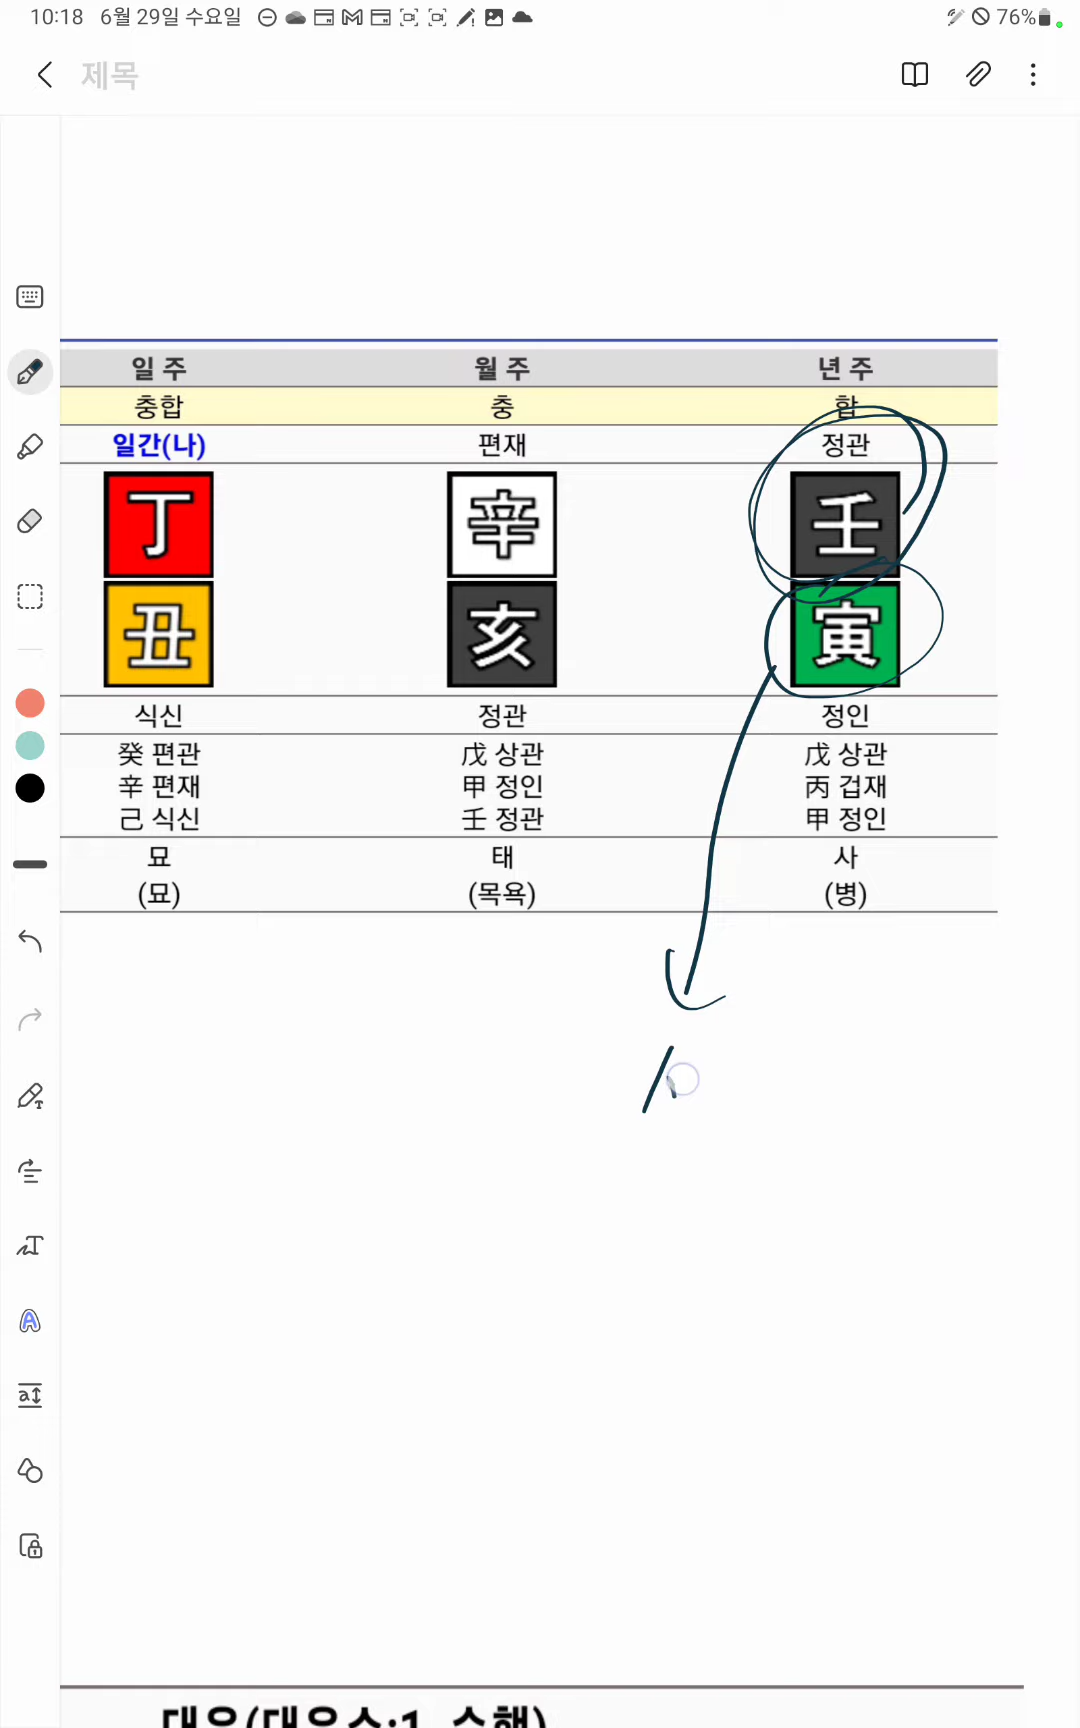 10:18 6월 29일 수요일 76%
제목
일 주 월 주 년 주
충합 충 합
일간(나) 편재 정관
丁 辛 壬
丑 亥 寅
식신 정관 정인
癸 편관 戊 상관 戊 상관
辛 편재 甲 정인 丙 겁재
己 식신 壬 정관 甲 정인
묘 태 사
(묘) (목욕) (병)